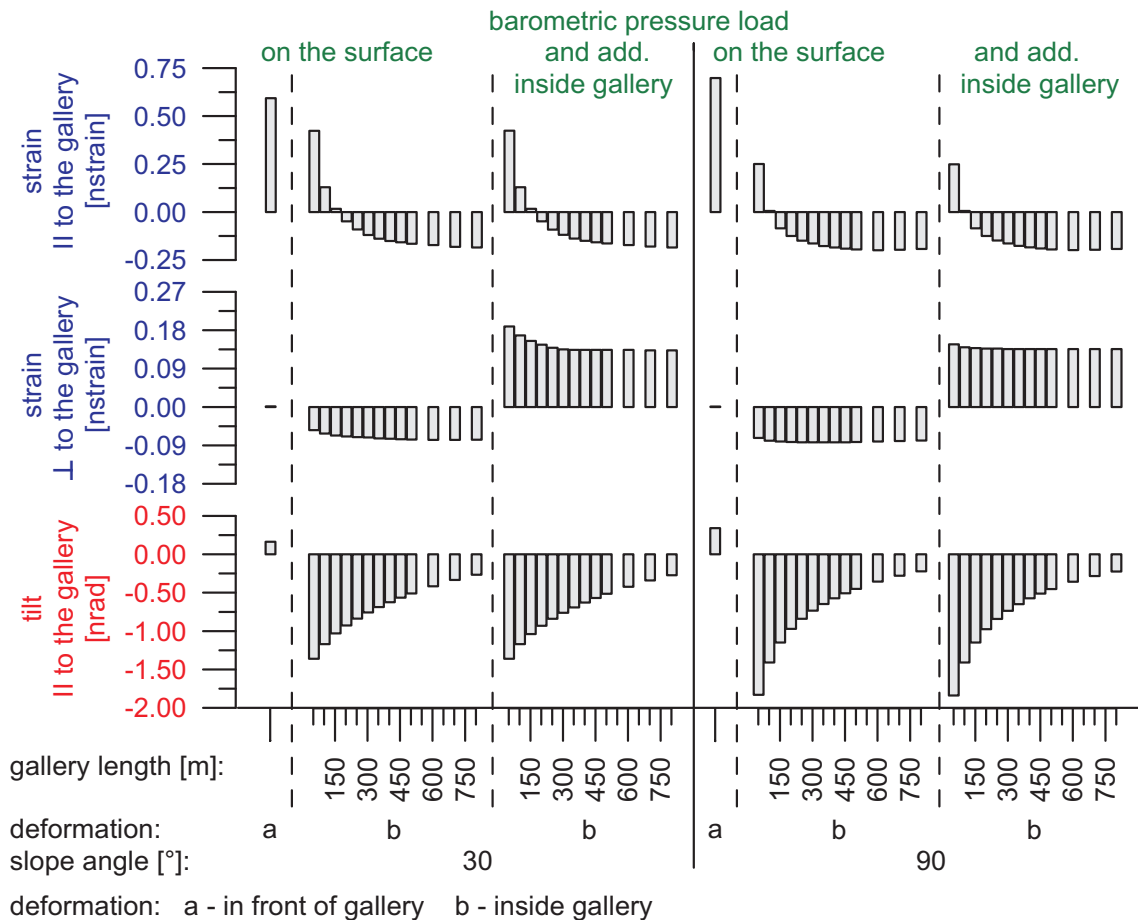 barometric pressure load
on the surface and add. on the surface and add.
inside gallery inside gallery
strain
II to the gallery
[nstrain]
0.75
0.50
0.25
0.00
-0.25
strain
⊥ to the gallery
[nstrain]
0.27
0.18
0.09
0.00
-0.09
-0.18
tilt
II to the gallery
[nrad]
0.50
0.00
-0.50
-1.00
-1.50
-2.00
gallery length [m]: 150 300 450 600 750 150 300 450 600 750 150 300 450 600 750 150 300 450 600 750
deformation: a b b a b b
slope angle [°]: 30 90
deformation: a - in front of gallery b - inside gallery